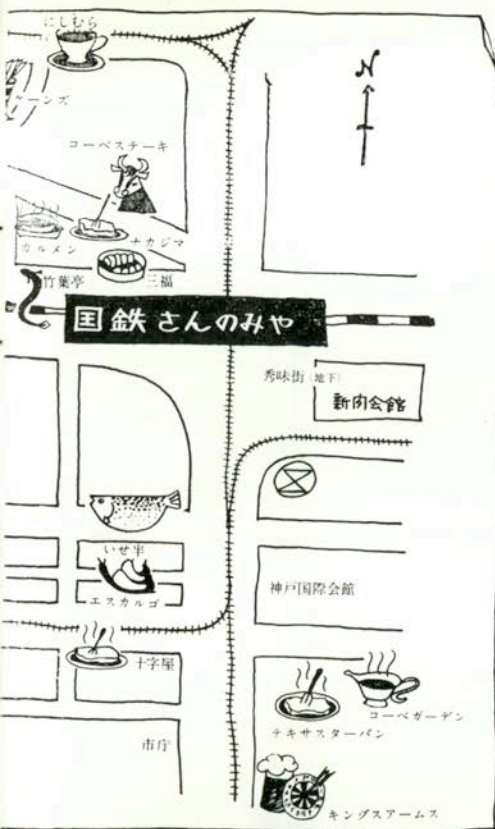 にしむら
N
コーベステーキ
カルメン
ナカジマ
竹葉亭
三福
国鉄さんのみや
秀味街(地下)
新聞会館
いせ半
エスカルゴ
神戸国際会館
十字屋
コーベガーデン
テキサスターバン
市庁
キングスアームス